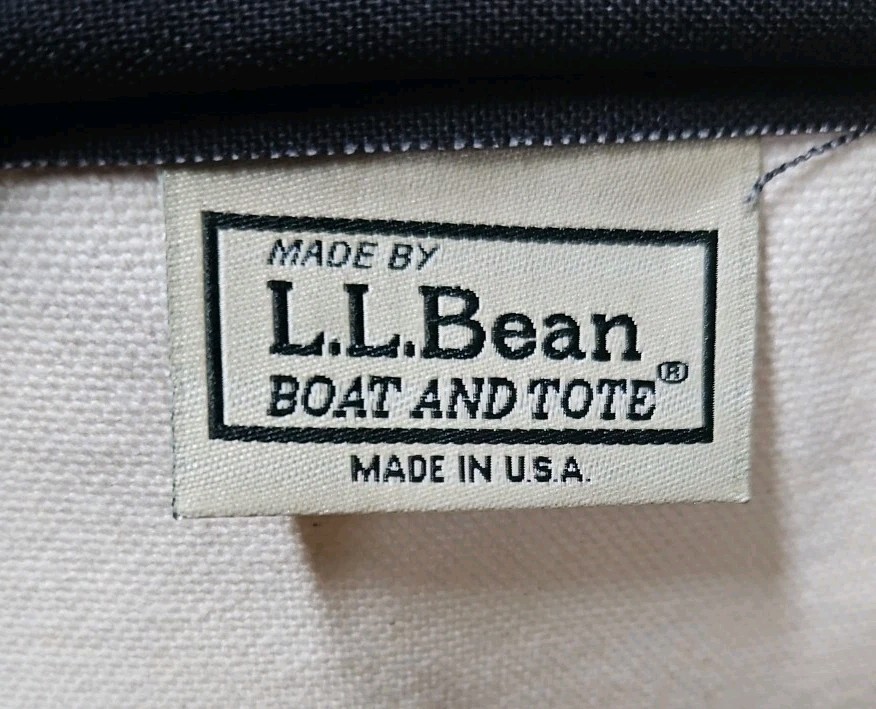 MADE BY
L.L.Bean
BOAT AND TOTE®
MADE IN U.S.A.